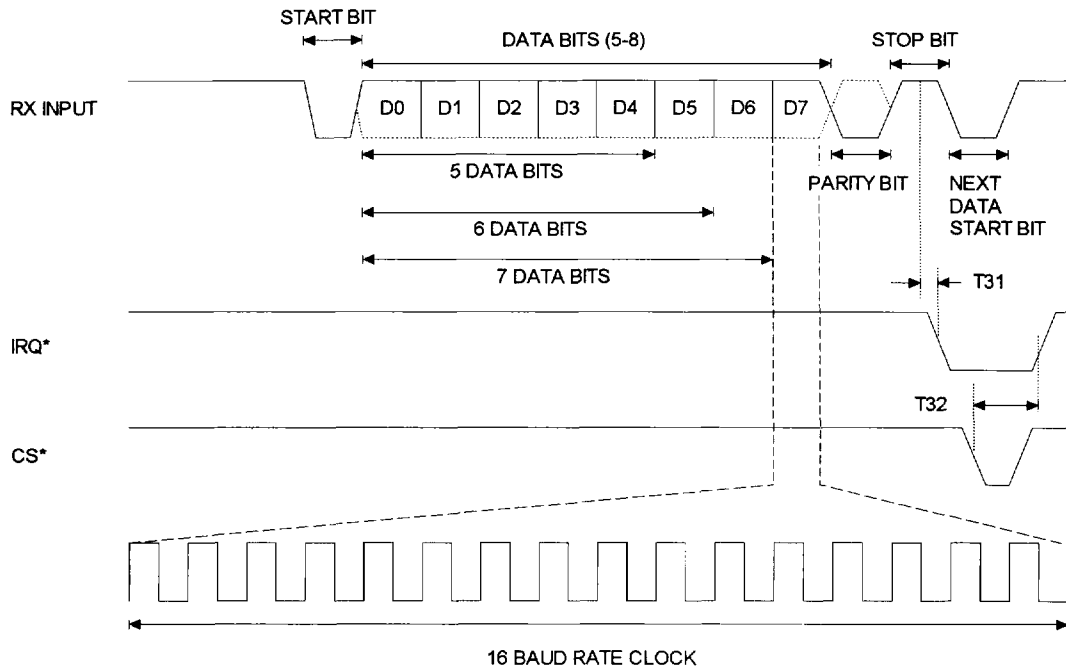 START BIT
DATA BITS (5-8)
STOP BIT
RX INPUT
D0 D1 D2 D3 D4 D5 D6 D7
5 DATA BITS
PARITY BIT
NEXT
DATA
START BIT
6 DATA BITS
7 DATA BITS
T31
IRQ*
T32
CS*
16 BAUD RATE CLOCK